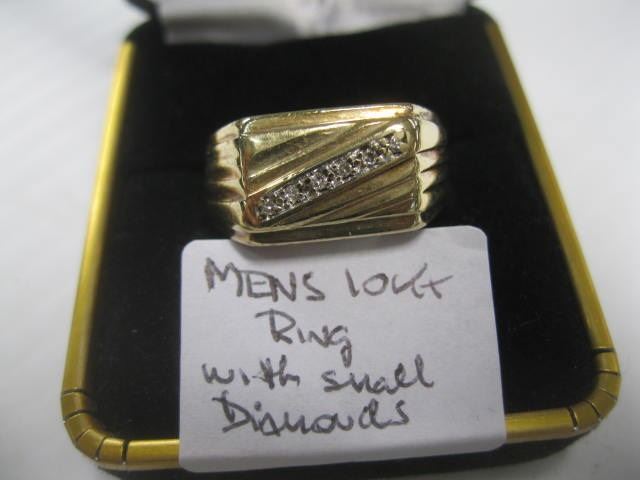 MENS 10Kt
Ring
with small
Diamonds